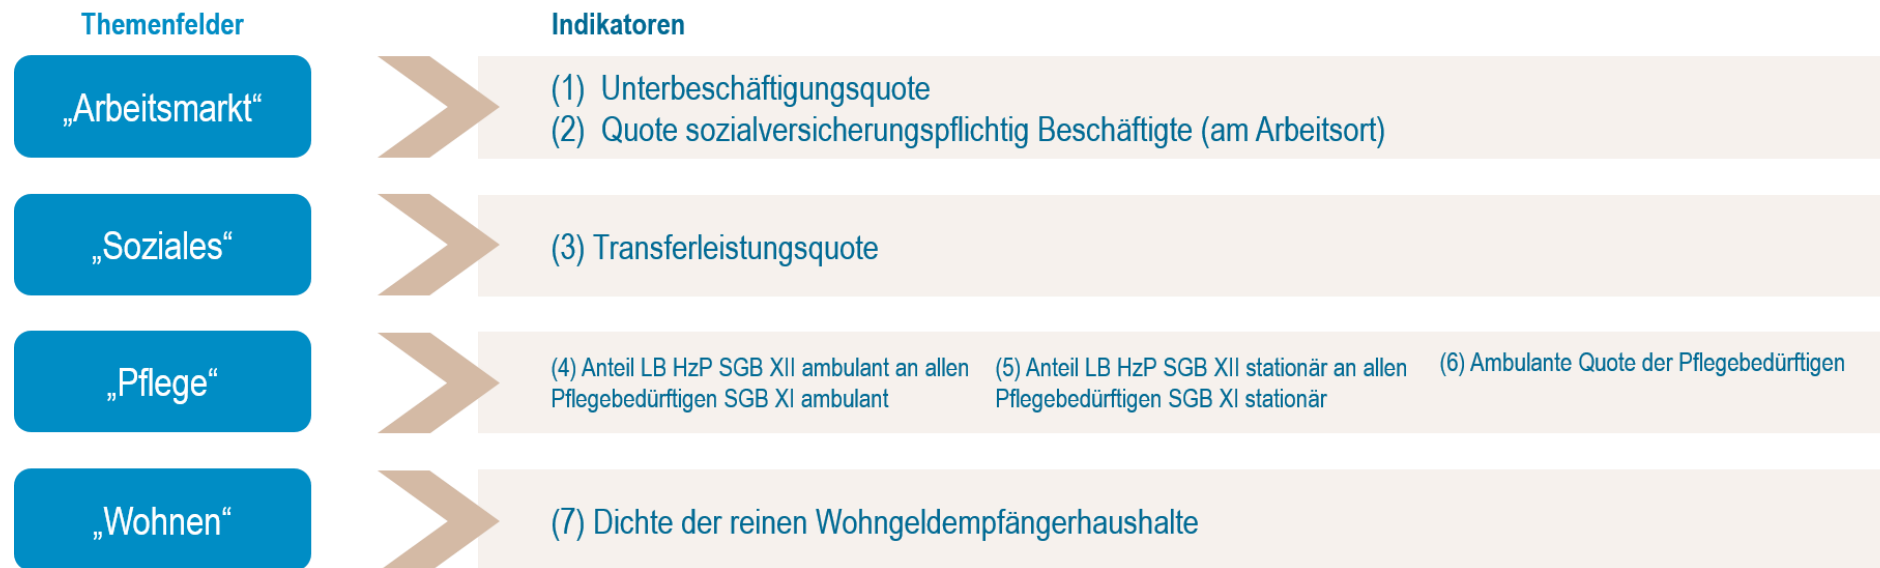 Themenfelder
Indikatoren
„Arbeitsmarkt“
(1) Unterbeschäftigungsquote
(2) Quote sozialversicherungspflichtig Beschäftigte (am Arbeitsort)
„Soziales“
(3) Transferleistungsquote
„Pflege“
(4) Anteil LB HzP SGB XII ambulant an allen
Pflegebedürftigen SGB XI ambulant
(5) Anteil LB HzP SGB XII stationär an allen
Pflegebedürftigen SGB XI stationär
(6) Ambulante Quote der Pflegebedürftigen
„Wohnen“
(7) Dichte der reinen Wohngeldempfängerhaushalte